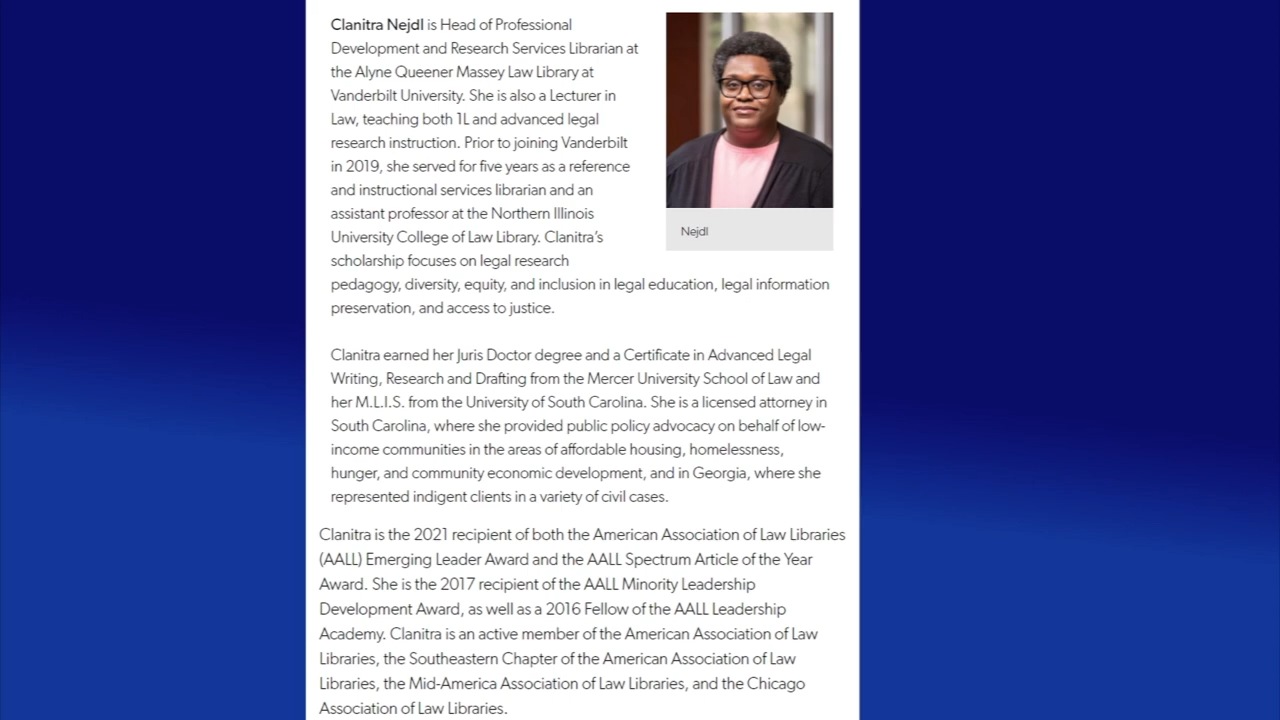 Clanitra Nejdl is Head of Professional
Development and Research Services Librarian at
the Alyne Queener Massey Law Library at
Vanderbilt University. She is also a Lecturer in
Law, teaching both 1L and advanced legal
research instruction. Prior to joining Vanderbilt
in 2019, she served for five years as a reference
and instructional services librarian and an
assistant professor at the Northern Illinois
University College of Law Library. Clanitra’s
scholarship focuses on legal research
pedagogy, diversity, equity, and inclusion in legal education, legal information
preservation, and access to justice.
Nejdl
Clanitra earned her Juris Doctor degree and a Certificate in Advanced Legal
Writing, Research and Drafting from the Mercer University School of Law and
her M.L.I.S. from the University of South Carolina. She is a licensed attorney in
South Carolina, where she provided public policy advocacy on behalf of low-
income communities in the areas of affordable housing, homelessness,
hunger, and community economic development, and in Georgia, where she
represented indigent clients in a variety of civil cases.
Clanitra is the 2021 recipient of both the American Association of Law Libraries
(AALL) Emerging Leader Award and the AALL Spectrum Article of the Year
Award. She is the 2017 recipient of the AALL Minority Leadership
Development Award, as well as a 2016 Fellow of the AALL Leadership
Academy. Clanitra is an active member of the American Association of Law
Libraries, the Southeastern Chapter of the American Association of Law
Libraries, the Mid-America Association of Law Libraries, and the Chicago
Association of Law Libraries.